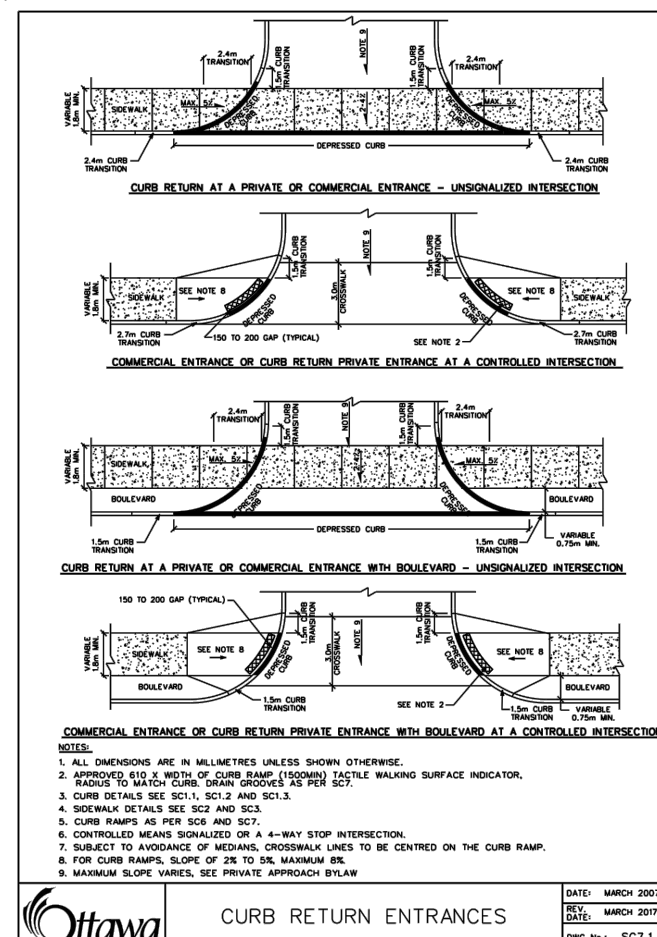 2.4m TRANSITION
1.5m CURB TRANSITION
NOTE 9
2.4m TRANSITION
1.5m CURB TRANSITION
VARIABLE 1.8m MIN.
SIDEWALK
MAX. 5%
DEPRESSED CURB
2-4%
DEPRESSED CURB
MAX. 5%
DEPRESSED CURB
2.4m CURB TRANSITION
2.4m CURB TRANSITION
CURB RETURN AT A PRIVATE OR COMMERCIAL ENTRANCE - UNSIGNALIZED INTERSECTION
1.5m CURB TRANSITION
NOTE 9
1.5m CURB TRANSITION
VARIABLE 1.8m MIN.
SIDEWALK
SEE NOTE 8
DEPRESSED CURB
3.0m CROSSWALK
DEPRESSED CURB
SEE NOTE 8
SIDEWALK
2.7m CURB TRANSITION
150 TO 200 GAP (TYPICAL)
SEE NOTE 2
2.7m CURB TRANSITION
COMMERCIAL ENTRANCE OR CURB RETURN PRIVATE ENTRANCE AT A CONTROLLED INTERSECTION
2.4m TRANSITION
1.5m CURB TRANSITION
NOTE 9
1.5m CURB TRANSITION
2.4m TRANSITION
VARIABLE 1.8m MIN.
SIDEWALK
MAX. 5%
2-4%
MAX. 5%
BOULEVARD
DEPRESSED CURB
DEPRESSED CURB
BOULEVARD
DEPRESSED CURB
1.5m CURB TRANSITION
1.5m CURB TRANSITION
VARIABLE 0.75m MIN.
CURB RETURN AT A PRIVATE OR COMMERCIAL ENTRANCE WITH BOULEVARD - UNSIGNALIZED INTERSECTION
150 TO 200 GAP (TYPICAL)
1.5m CURB TRANSITION
NOTE 9
1.5m CURB TRANSITION
VARIABLE 1.8m MIN.
SIDEWALK
SEE NOTE 8
DEPRESSED CURB
3.0m CROSSWALK
DEPRESSED CURB
SEE NOTE 8
BOULEVARD
1.5m CURB TRANSITION
SEE NOTE 2
1.5m CURB TRANSITION
BOULEVARD
VARIABLE 0.75m MIN.
COMMERCIAL ENTRANCE OR CURB RETURN PRIVATE ENTRANCE WITH BOULEVARD AT A CONTROLLED INTERSECTIO
NOTES:
1. ALL DIMENSIONS ARE IN MILLIMETRES UNLESS SHOWN OTHERWISE.
2. APPROVED 610 X WIDTH OF CURB RAMP (1500MIN) TACTILE WALKING SURFACE INDICATOR,
RADIUS TO MATCH CURB. DRAIN GROOVES AS PER SC7.
3. CURB DETAILS SEE SC1.1, SC1.2 AND SC1.3.
4. SIDEWALK DETAILS SEE SC2 AND SC3.
5. CURB RAMPS AS PER SC6 AND SC7.
6. CONTROLLED MEANS SIGNALIZED OR A 4-WAY STOP INTERSECTION.
7. SUBJECT TO AVOIDANCE OF MEDIANS, CROSSWALK LINES TO BE CENTRED ON THE CURB RAMP.
8. FOR CURB RAMPS, SLOPE OF 2% TO 5%, MAXIMUM 8%.
9. MAXIMUM SLOPE VARIES, SEE PRIVATE APPROACH BYLAW
Ottawa
CURB RETURN ENTRANCES
DATE: MARCH 2007
REV. DATE: MARCH 2017
DWG. No.: SC7.1